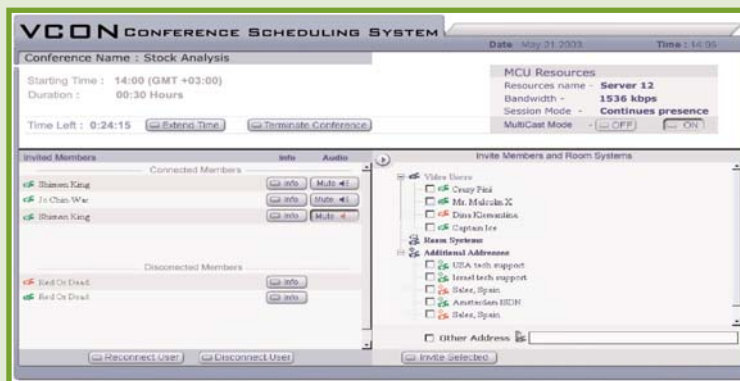 VCON CONFERENCE SCHEDULING SYSTEM
Date May 21 2003 Time : 14:06
Conference Name : Stock Analysis
Starting Time : 14:00 (GMT +03:00)
Duration : 00:30 Hours
Time Left : 0:24:15 Extend Time Terminate Conference
MCU Resources
Resources name - Server 12
Bandwidth - 1536 kbps
Session Mode - Continues presence
MultiCast Mode - OFF ON
Invited Members Info Audio
Connected Members
Shimon King Info Mute
Jo Chin War Info Mute
Shimon King Info Mute
Disconnected Members
Red Or Dead Info
Red Or Dead Info
Reconnect User Disconnect User
Invite Members and Room Systems
Video Users
Crazy Fini
Mr. Malcolm X
Dina Klementina
Captain Ice
Room Systems
Additional Addresses
USA tech support
Israel tech support
Sales, Spain
Amsterdam ISDN
Sales, Spain
Other Address
Invite Selected